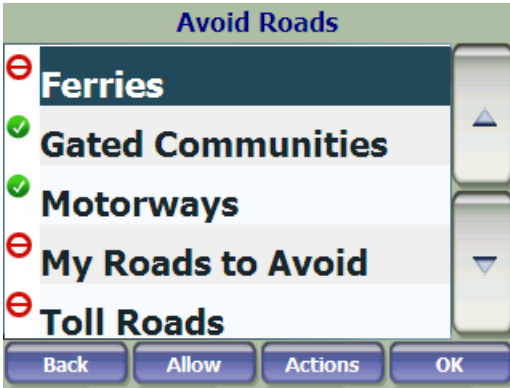 Avoid Roads
Ferries
Gated Communities
Motorways
My Roads to Avoid
Toll Roads
Back Allow Actions OK